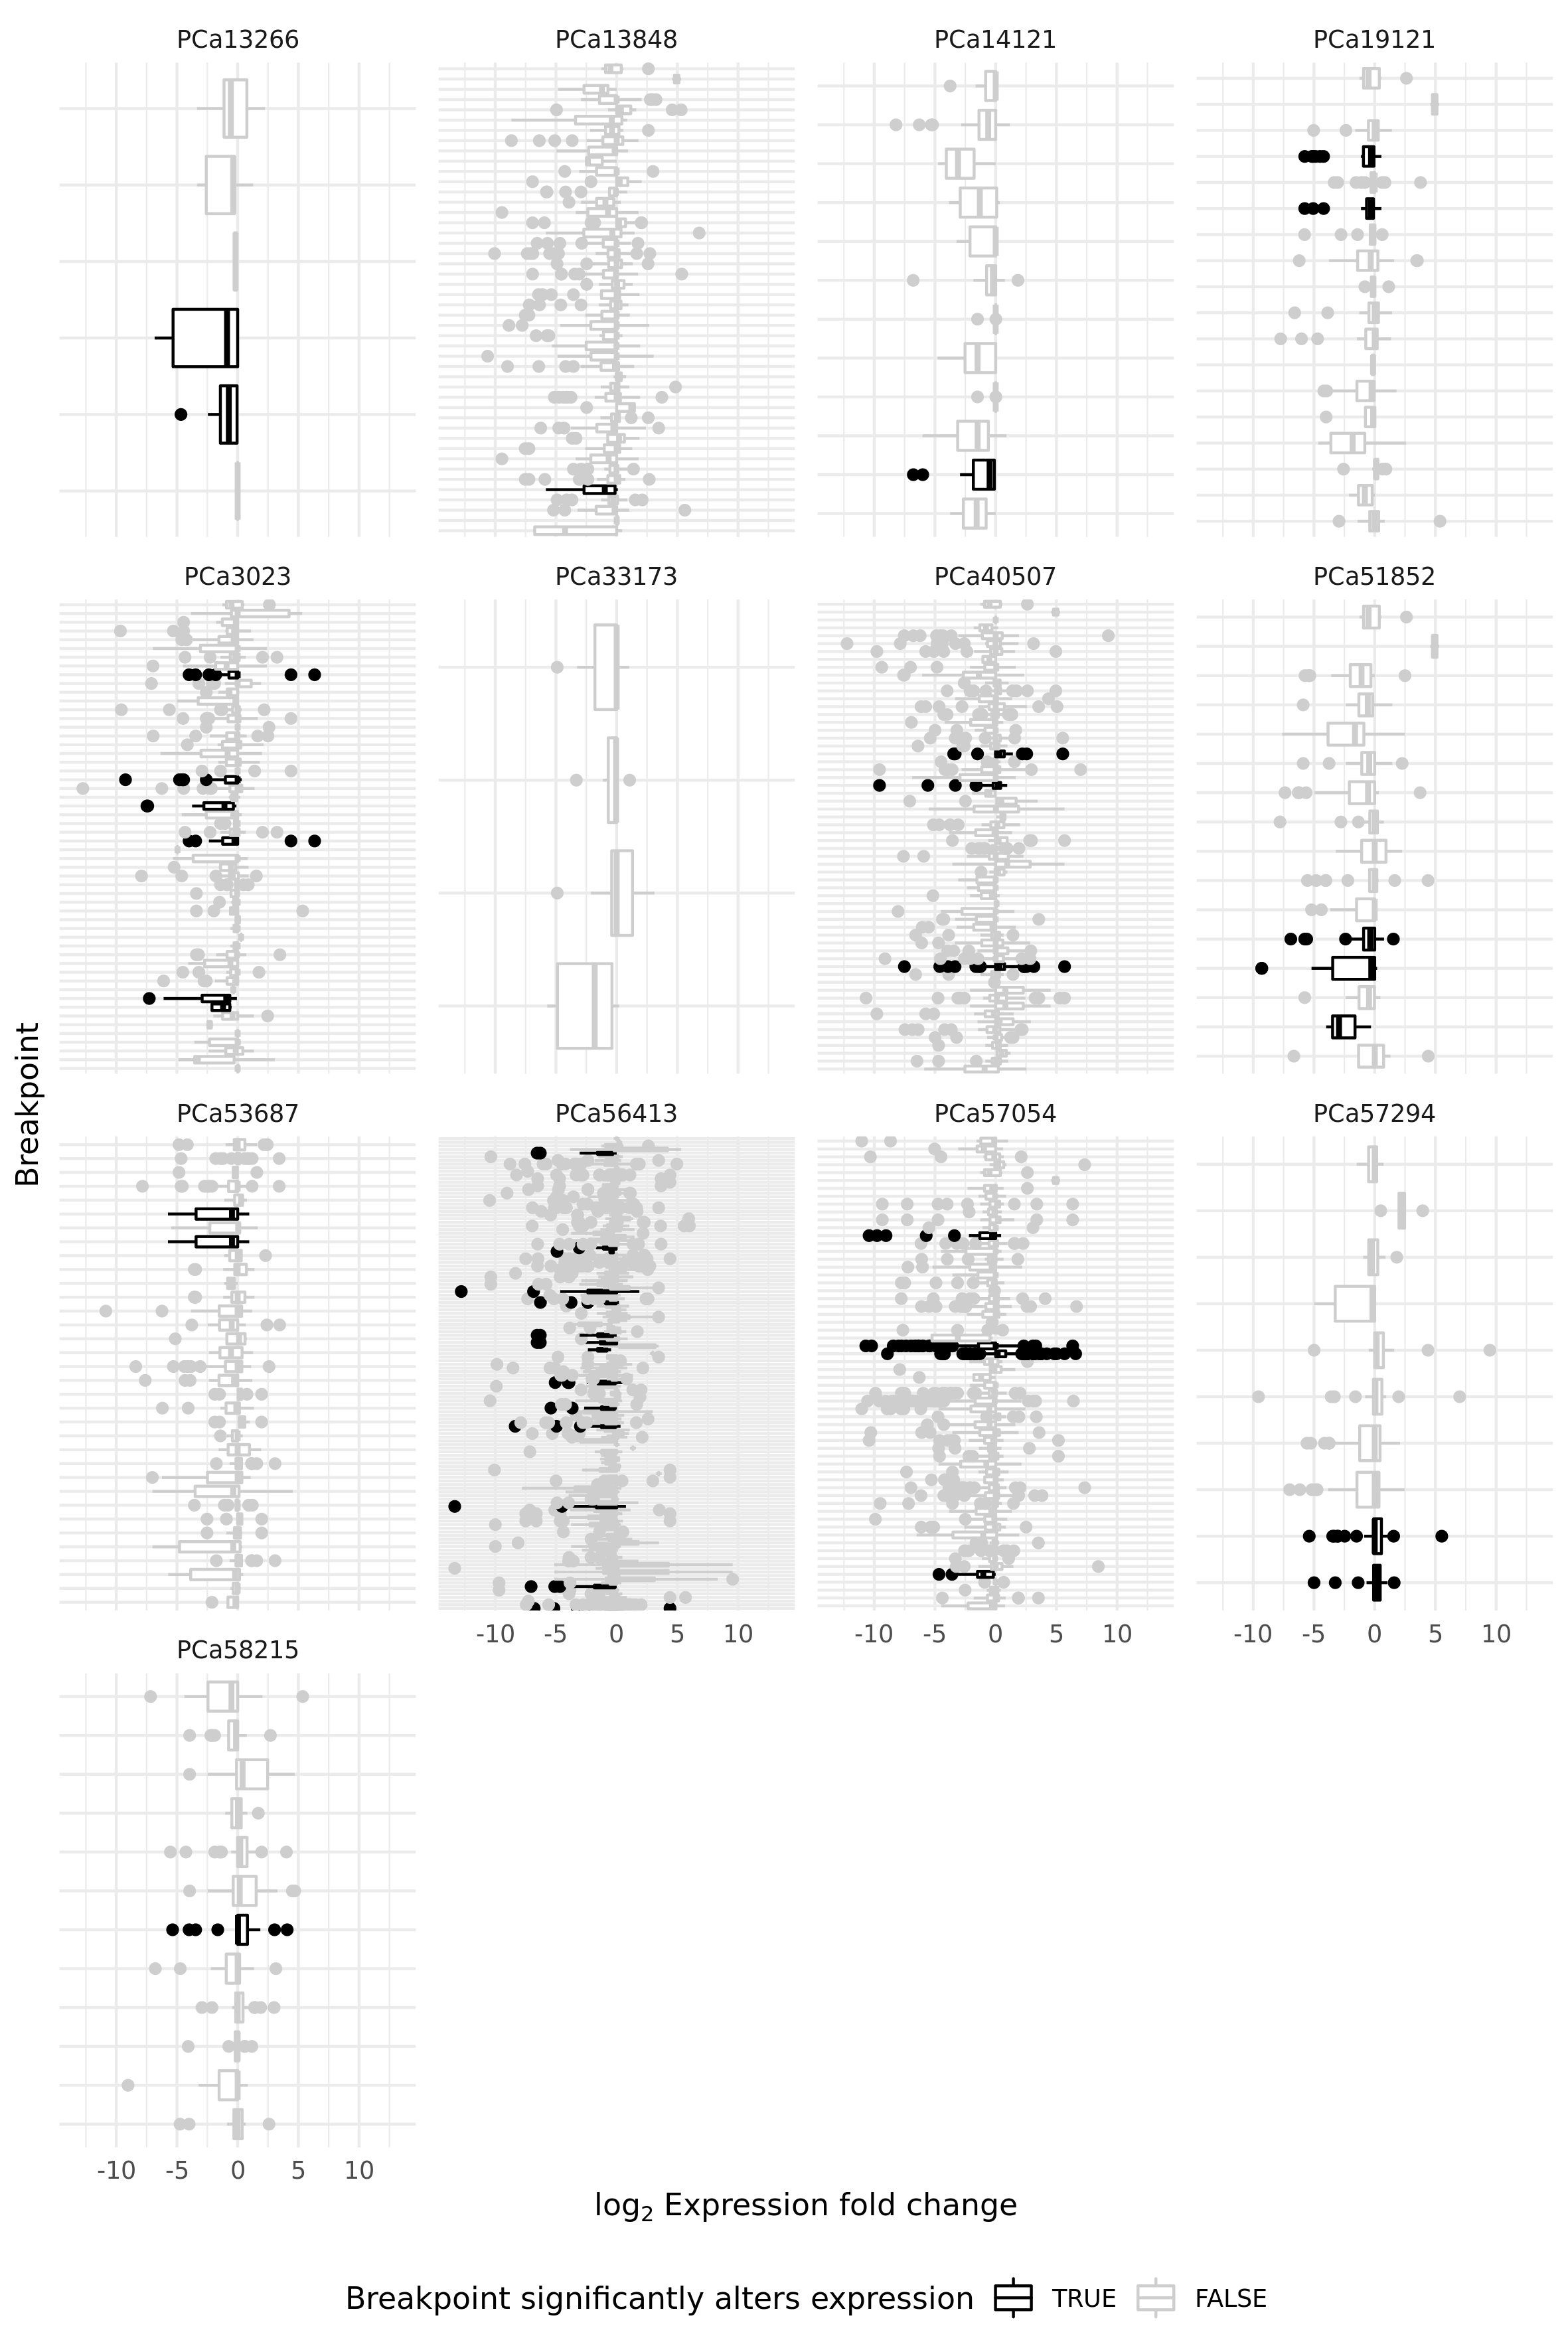 PCa13266 PCa13848 PCa14121 PCa19121
PCa3023 PCa33173 PCa40507 PCa51852
Breakpoint
PCa53687 PCa56413 PCa57054 PCa57294
-10 -5 0 5 10 -10 -5 0 5 10 -10 -5 0 5 10
PCa58215
-10 -5 0 5 10
log2 Expression fold change
Breakpoint significantly alters expression TRUE FALSE